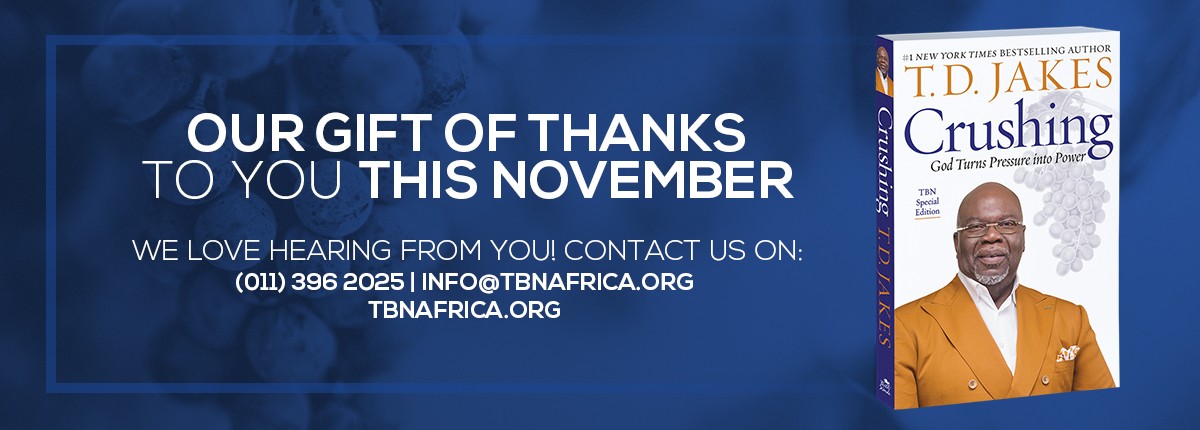 OUR GIFT OF THANKS
TO YOU THIS NOVEMBER
WE LOVE HEARING FROM YOU! CONTACT US ON:
(011) 396 2025 | INFO@TBNAFRICA.ORG
TBNAFRICA.ORG
#1 NEW YORK TIMES BESTSELLING AUTHOR
T.D. JAKES
Crushing
God Turns Pressure into Power
TBN
Special
Edition
Crushing T.D. JAKES